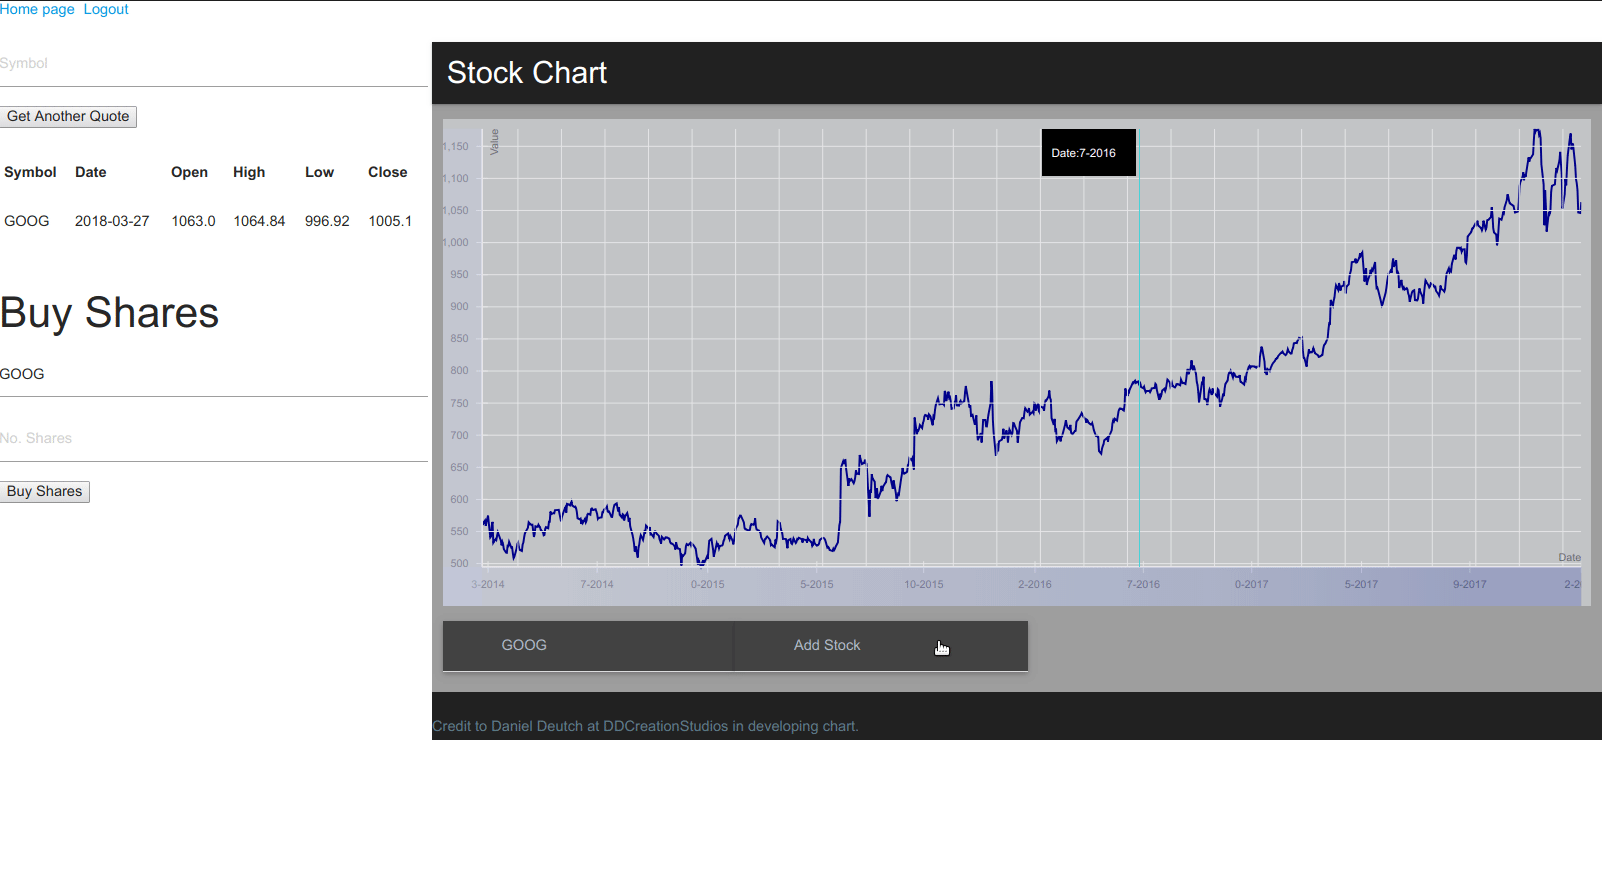 Home page Logout
Symbol
Get Another Quote
Symbol Date Open High Low Close
GOOG 2018-03-27 1063.0 1064.84 996.92 1005.1
Buy Shares
GOOG
No. Shares
Buy Shares
Stock Chart
Value
Date:7-2016
1,150
1,100
1,050
1,000
950
900
850
800
750
700
650
600
550
500
Date
3-2014 7-2014 0-2015 5-2015 10-2015 2-2016 7-2016 0-2017 5-2017 9-2017
GOOG Add Stock
Credit to Daniel Deutch at DDCreationStudios in developing chart.